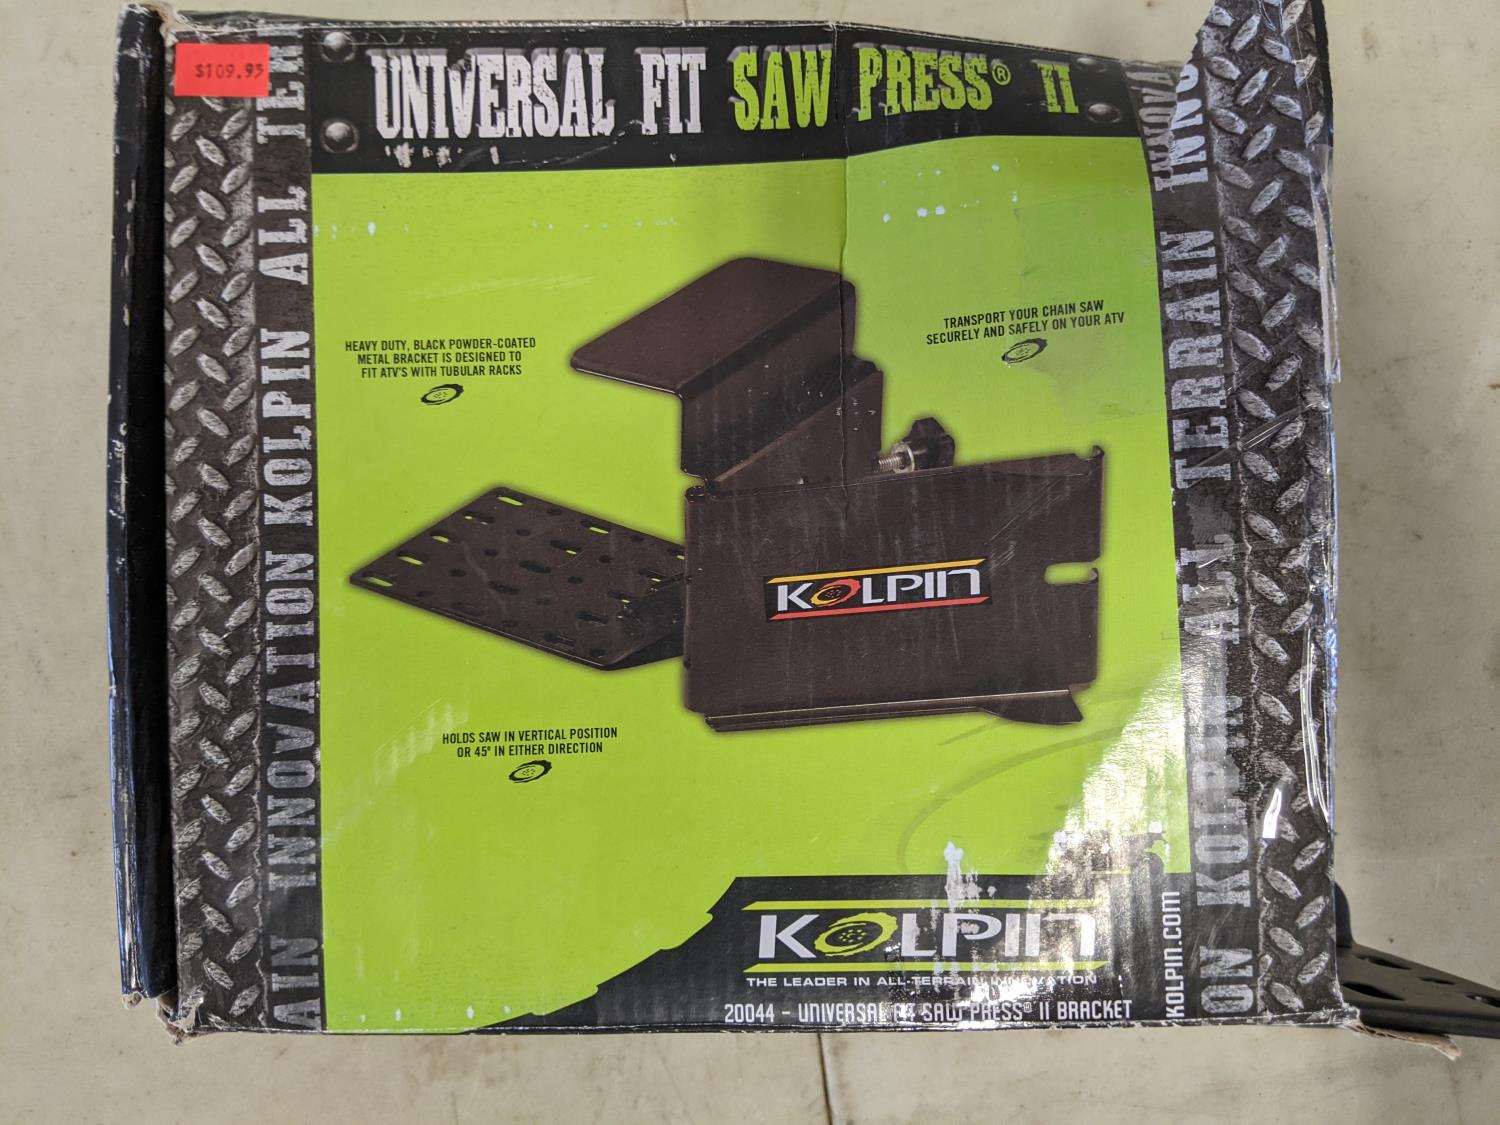 $109.95
UNIVERSAL FIT SAW PRESS® II
HEAVY DUTY, BLACK POWDER-COATED
METAL BRACKET IS DESIGNED TO
FIT ATV'S WITH TUBULAR RACKS
TRANSPORT YOUR CHAIN SAW
SECURELY AND SAFELY ON YOUR ATV
KOLPIN
HOLDS SAW IN VERTICAL POSITION
OR 45° IN EITHER DIRECTION
KOLPIN
THE LEADER IN ALL-TERRAIN INNOVATION
20044 - UNIVERSAL FIT SAW PRESS® II BRACKET
KOLPIN.com
AIN INNOVATION KOLPIN ALL TERR
ON KOLPIN ALL TERRAIN INNO
INNOVA